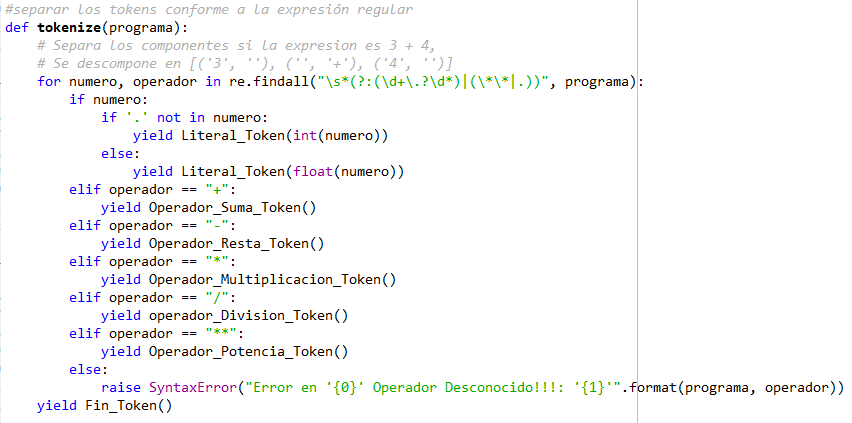 #separar los tokens conforme a la expresión regular
def tokenize(programa):
    # Separa los componentes si la expresion es 3 + 4,
    # Se descompone en [('3', ''), ('', '+'), ('4', '')]
    for numero, operador in re.findall("\s*(?:(\d+\.?\d*)|(\*\*|.))", programa):
        if numero:
            if '.' not in numero:
                yield Literal_Token(int(numero))
            else:
                yield Literal_Token(float(numero))
        elif operador == "+":
            yield Operador_Suma_Token()
        elif operador == "-":
            yield Operador_Resta_Token()
        elif operador == "*":
            yield Operador_Multiplicacion_Token()
        elif operador == "/":
            yield operador_Division_Token()
        elif operador == "**":
            yield Operador_Potencia_Token()
        else:
            raise SyntaxError("Error en '{0}' Operador Desconocido!!!: '{1}'".format(programa, operador))
    yield Fin_Token()